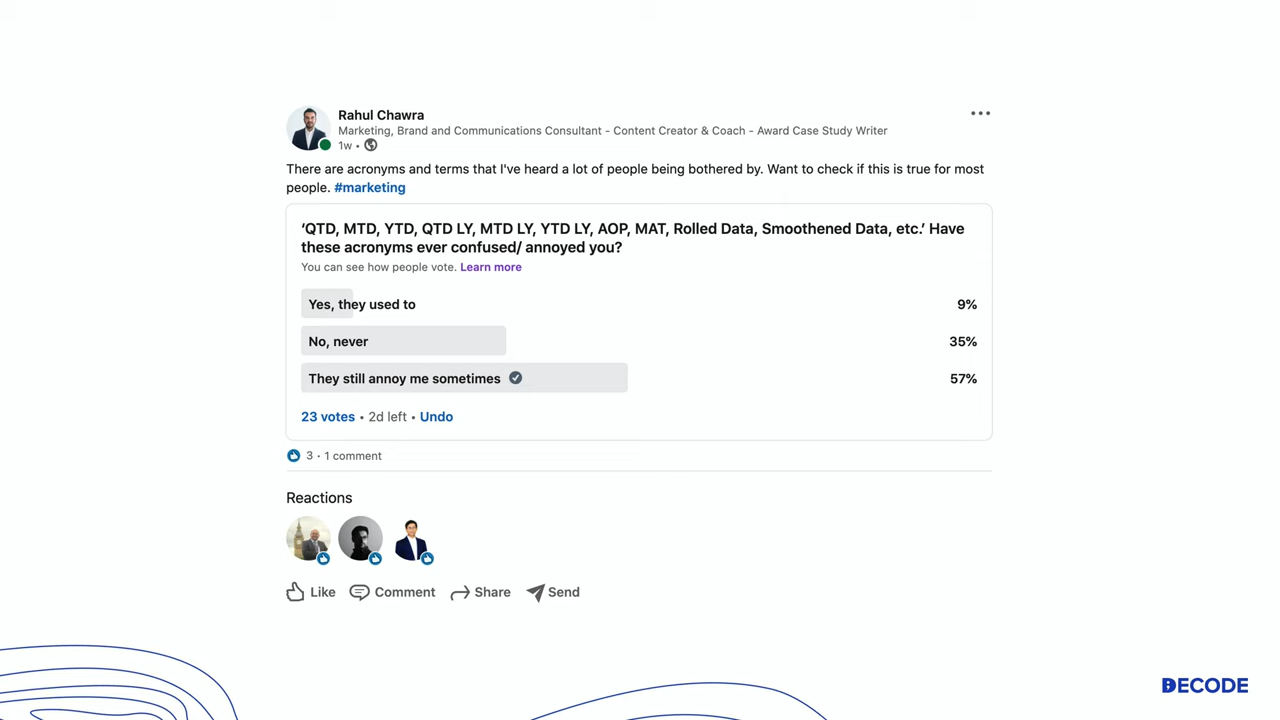 Rahul Chawra
Marketing, Brand and Communications Consultant - Content Creator & Coach - Award Case Study Writer
1w •
There are acronyms and terms that I've heard a lot of people being bothered by. Want to check if this is true for most
people. #marketing
‘QTD, MTD, YTD, QTD LY, MTD LY, YTD LY, AOP, MAT, Rolled Data, Smoothened Data, etc.’ Have
these acronyms ever confused/ annoyed you?
You can see how people vote. Learn more
Yes, they used to 9%
No, never 35%
They still annoy me sometimes 57%
23 votes • 2d left • Undo
3 · 1 comment
Reactions
Like Comment Share Send
DECODE